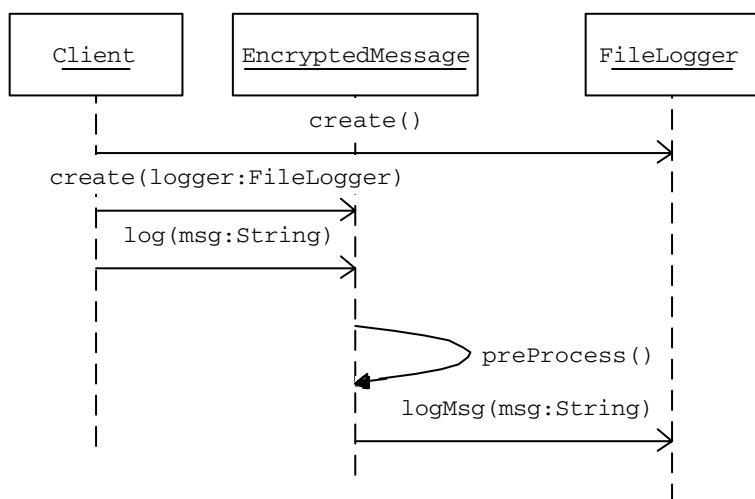 Client
EncryptedMessage
FileLogger
create()
create(logger:FileLogger)
log(msg:String)
preProcess()
logMsg(msg:String)